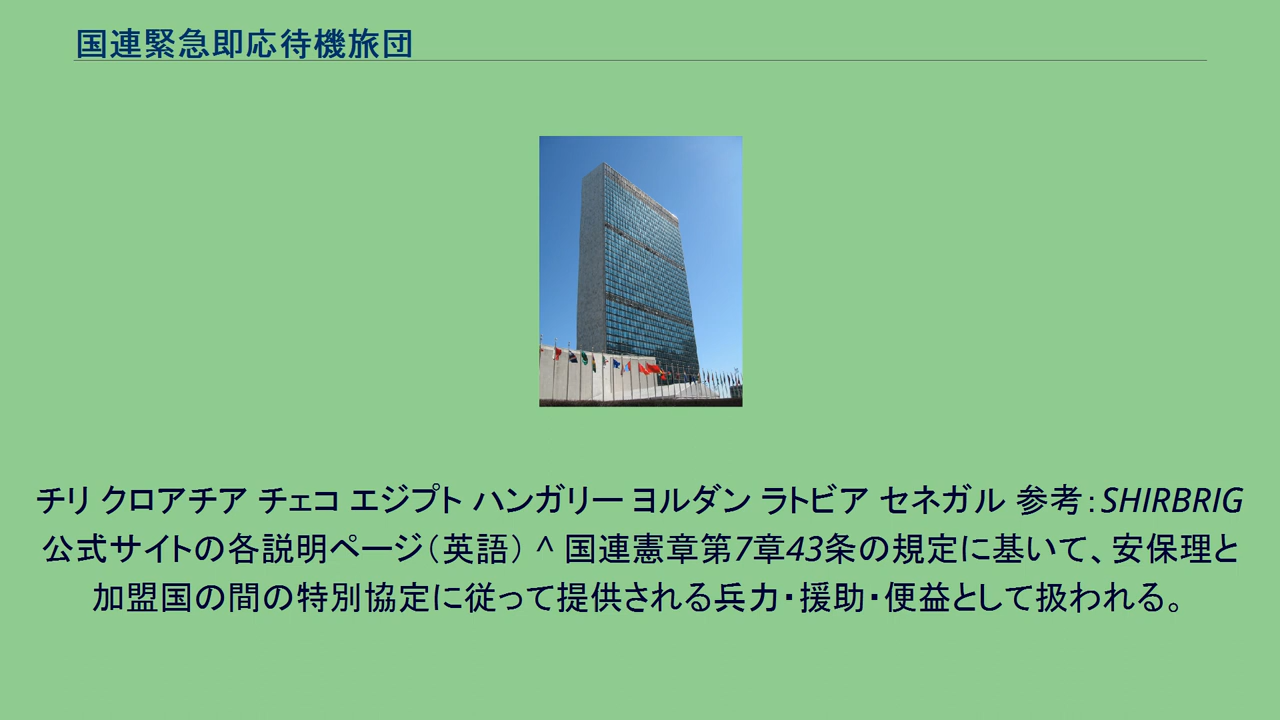 国連緊急即応待機旅団
チリ クロアチア チェコ エジプト ハンガリー ヨルダン ラトビア セネガル 参考：SHIRBRIG
公式サイトの各説明ページ（英語） ^ 国連憲章第7章43条の規定に基いて、安保理と
加盟国の間の特別協定に従って提供される兵力・援助・便益として扱われる。